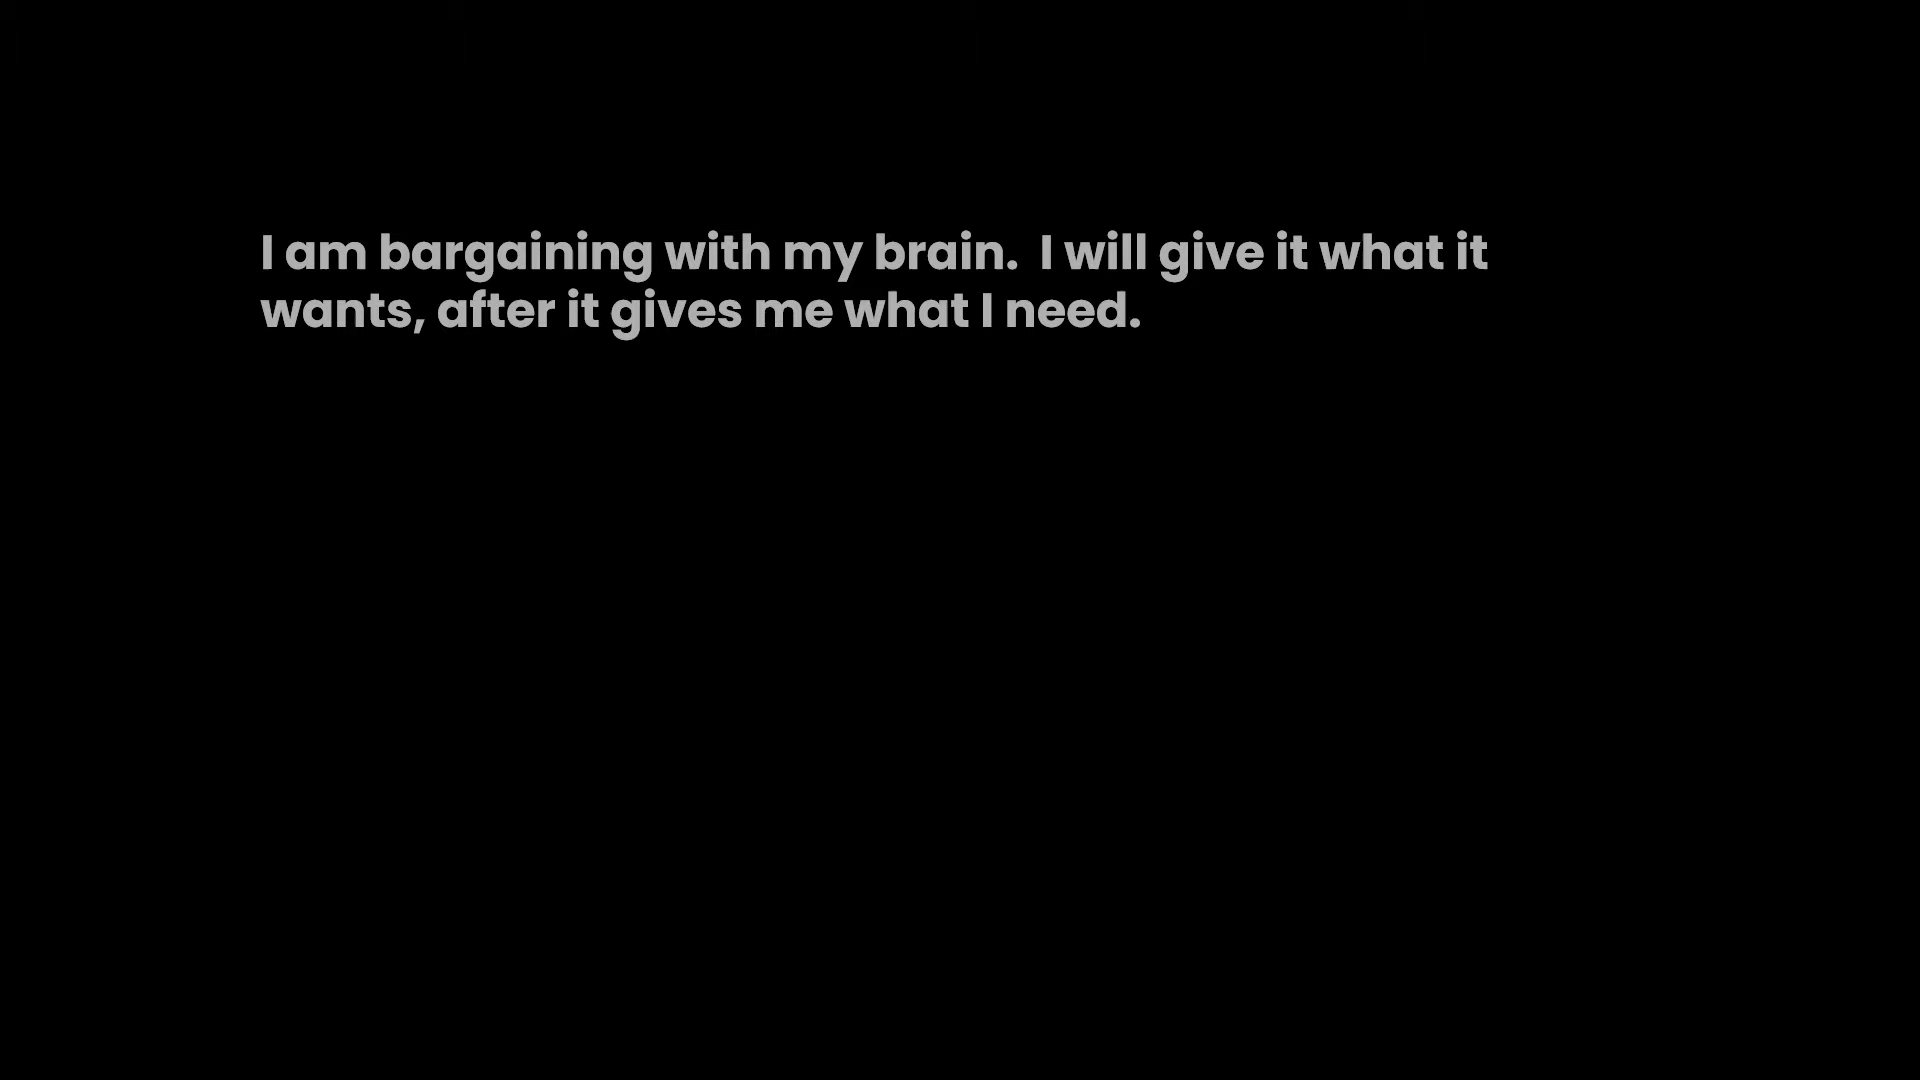 I am bargaining with my brain.  I will give it what it
wants, after it gives me what I need.